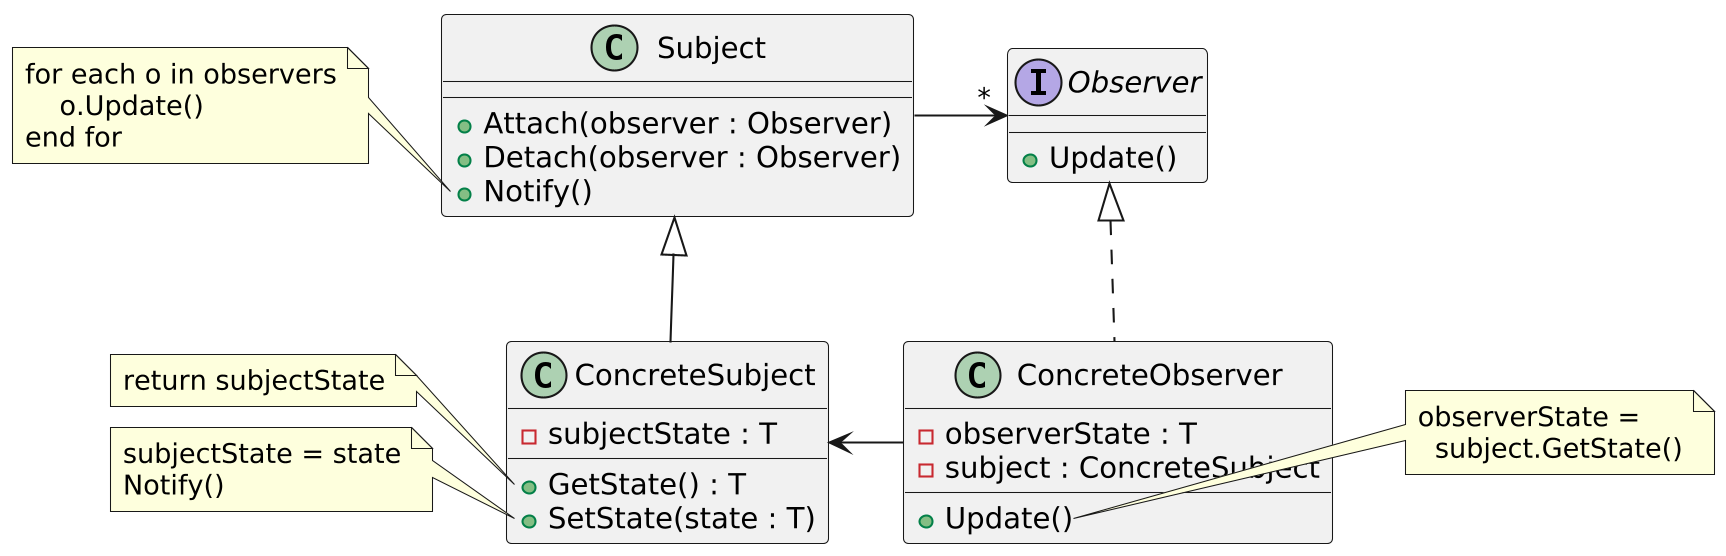 for each o in observers
o.Update()
end for
C Subject
Attach(observer : Observer)
Detach(observer : Observer)
Notify()
*
I Observer
Update()
return subjectState
subjectState = state
Notify()
C ConcreteSubject
subjectState : T
GetState() : T
SetState(state : T)
C ConcreteObserver
observerState : T
subject : ConcreteSubject
Update()
observerState =
subject.GetState()